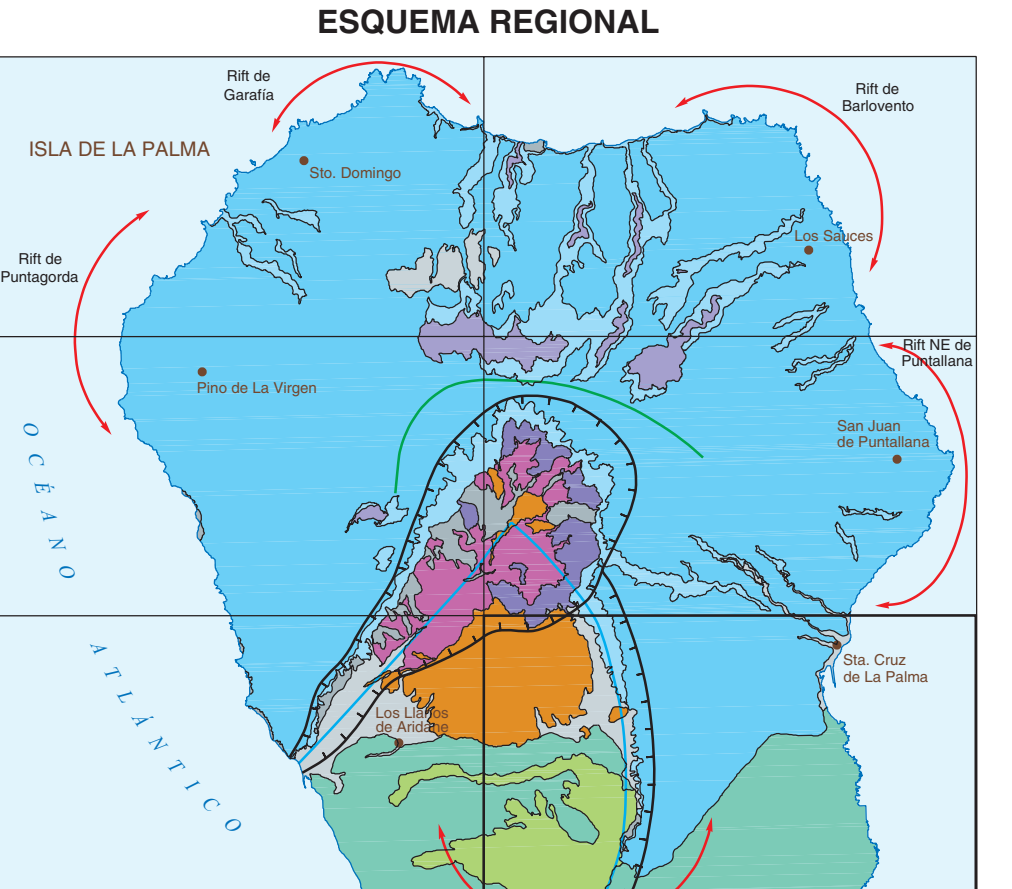 ESQUEMA REGIONAL
Rift de
Garafía
Rift de
Barlovento
ISLA DE LA PALMA
Sto. Domingo
Los Sauces
Rift de
Puntagorda
Rift NE de
Puntallana
Pino de La Virgen
San Juan
de Puntallana
OCÉANO
ATLÁNTICO
Sta. Cruz
de La Palma
Los Llanos
de Aridane